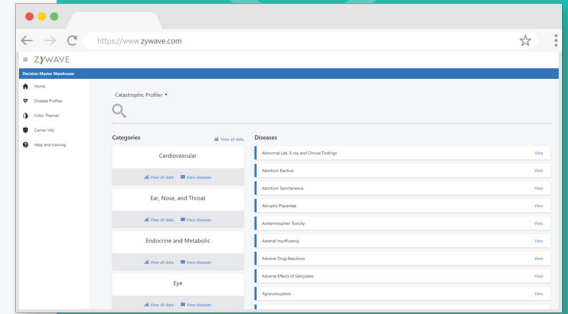 https://www.zywave.com
ZYWAVE
Decision Master Warehouse
Home
Disease Profiles
Color Themes
Carrier Info
Help and training
Catastrophic Profiler
Categories
View all data
Cardiovascular
View all data View diseases
Ear, Nose, and Throat
View all data View diseases
Endocrine and Metabolic
View all data View diseases
Eye
View all data View diseases
Diseases
Abnormal Lab, X-ray and Clinical Findings View
Abortion: Elective View
Abortion: Spontaneous View
Abruptio Placentae View
Acetaminophen Toxicity View
Adrenal Insufficiency View
Adverse Drug Reactions View
Adverse Effects of Salicylates View
Agranulocytosis View